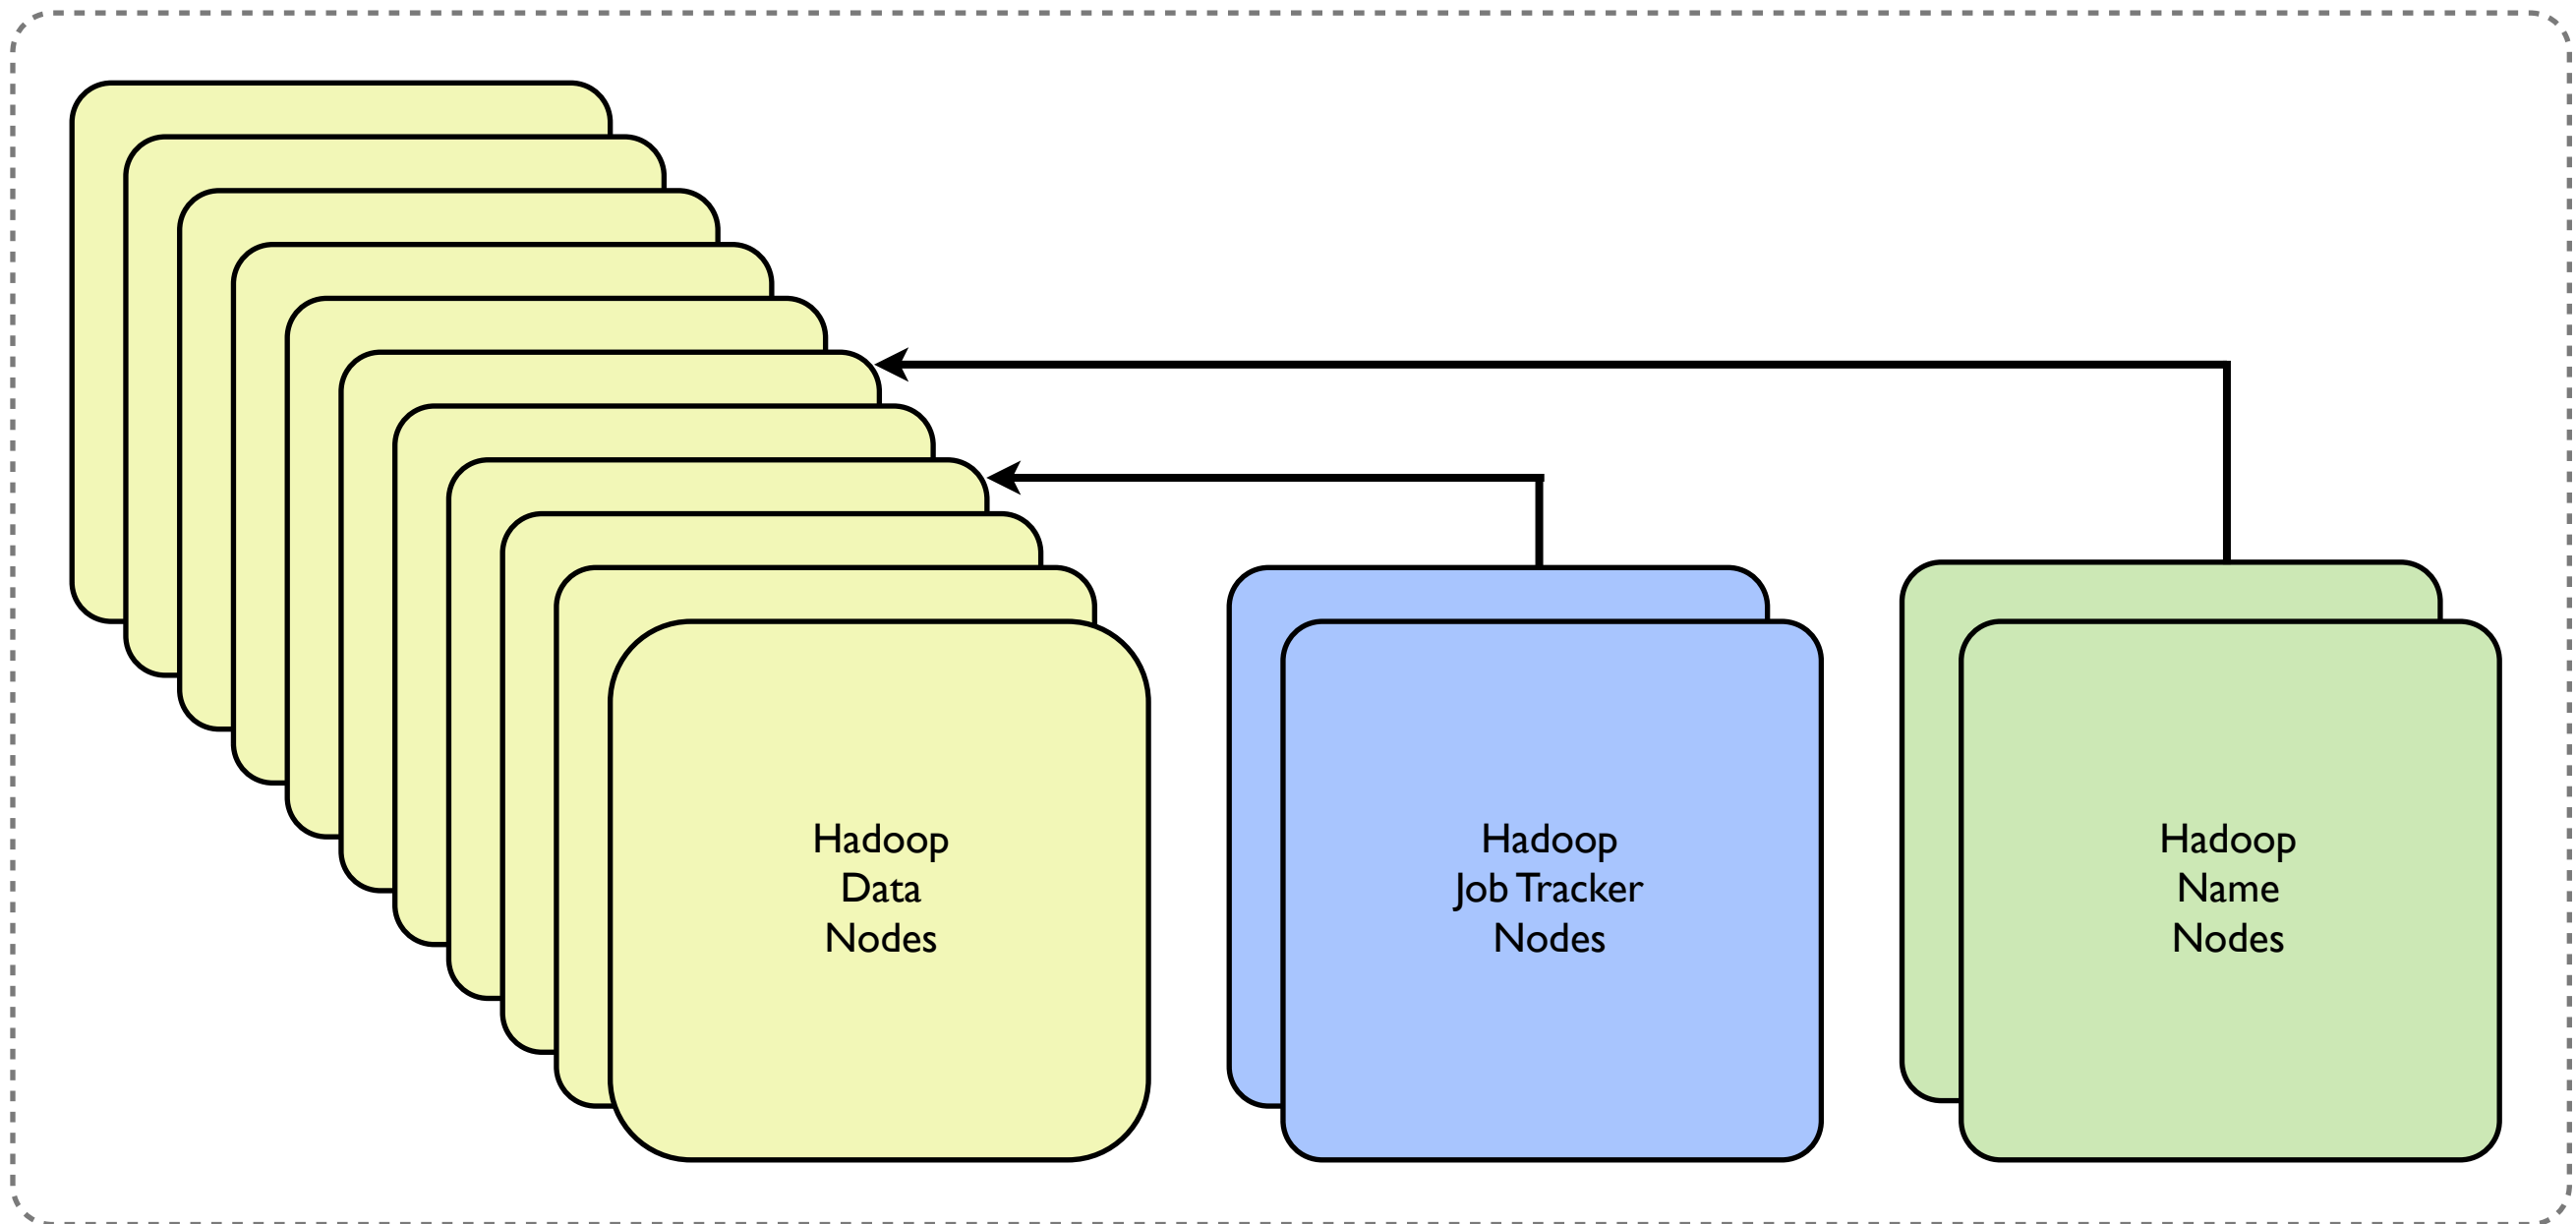 Hadoop
Data
Nodes
Hadoop
Job Tracker
Nodes
Hadoop
Name
Nodes